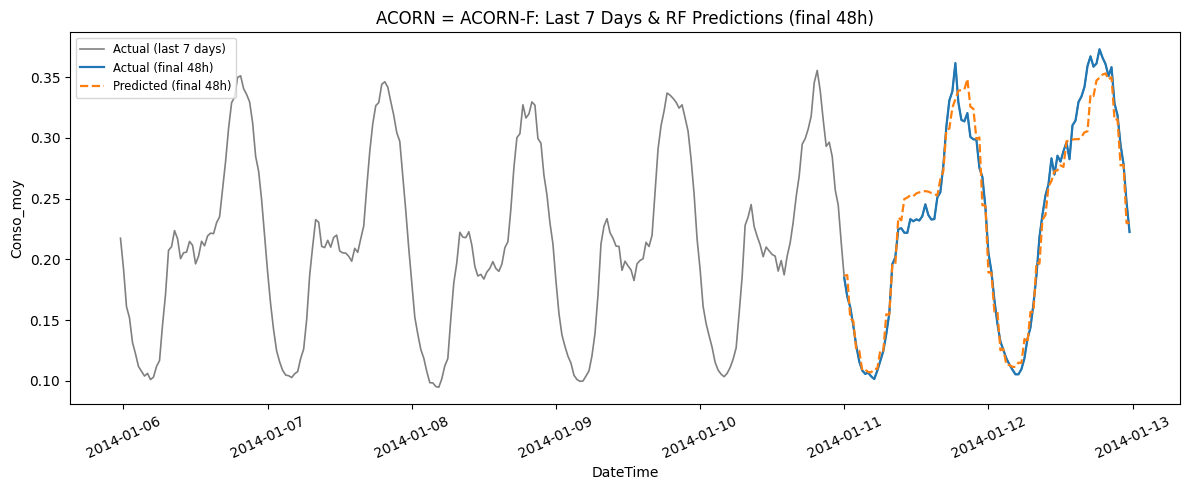 ACORN = ACORN-F: Last 7 Days & RF Predictions (final 48h)
Actual (last 7 days)
Actual (final 48h)
Predicted (final 48h)
Conso_moy
0.35
0.30
0.25
0.20
0.15
0.10
2014-01-06
2014-01-07
2014-01-08
2014-01-09
2014-01-10
2014-01-11
2014-01-12
2014-01-13
DateTime